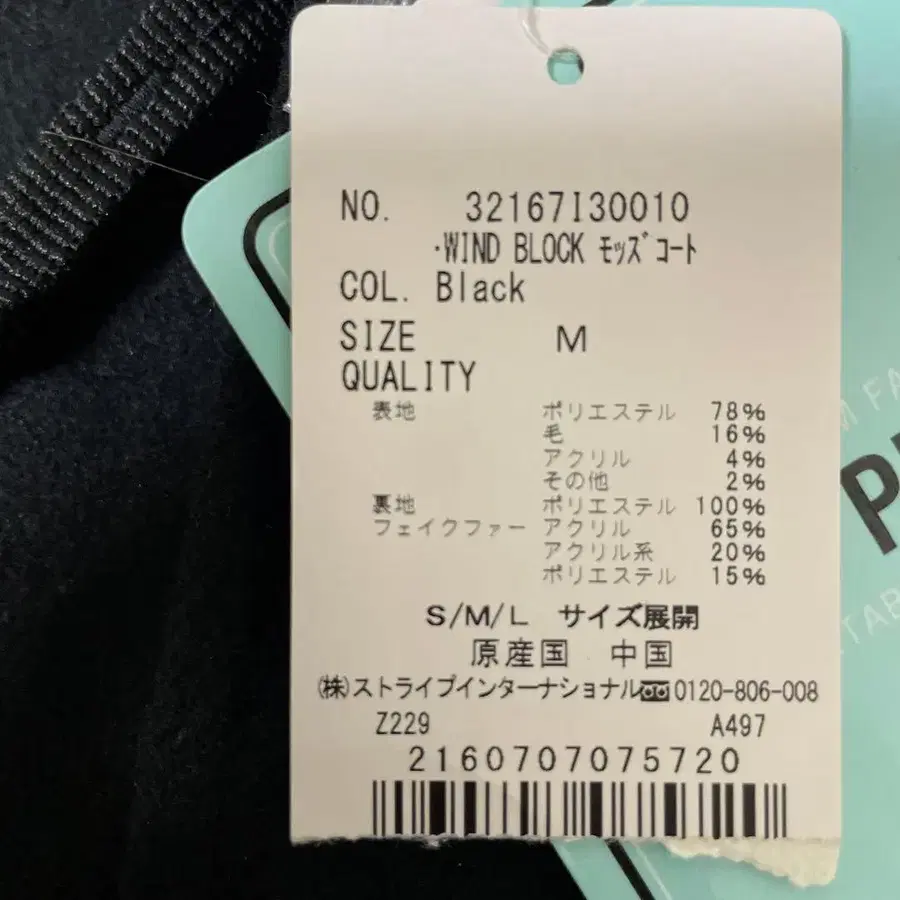 NO. 32167I30010
·WIND BLOCK ﾓｯｽﾞｺｰﾄ
COL. Black
SIZE M
QUALITY
表地 ポリエステル 78%
毛 16%
アクリル 4%
その他 2%
裏地 ポリエステル 100%
フェイクファー アクリル 65%
アクリル系 20%
ポリエステル 15%
S/M/L サイズ展開
原産国 中国
(株)ストライプインターナショナル 0120-806-008
Z229 A497
2160707075720
M FA
P
TAB